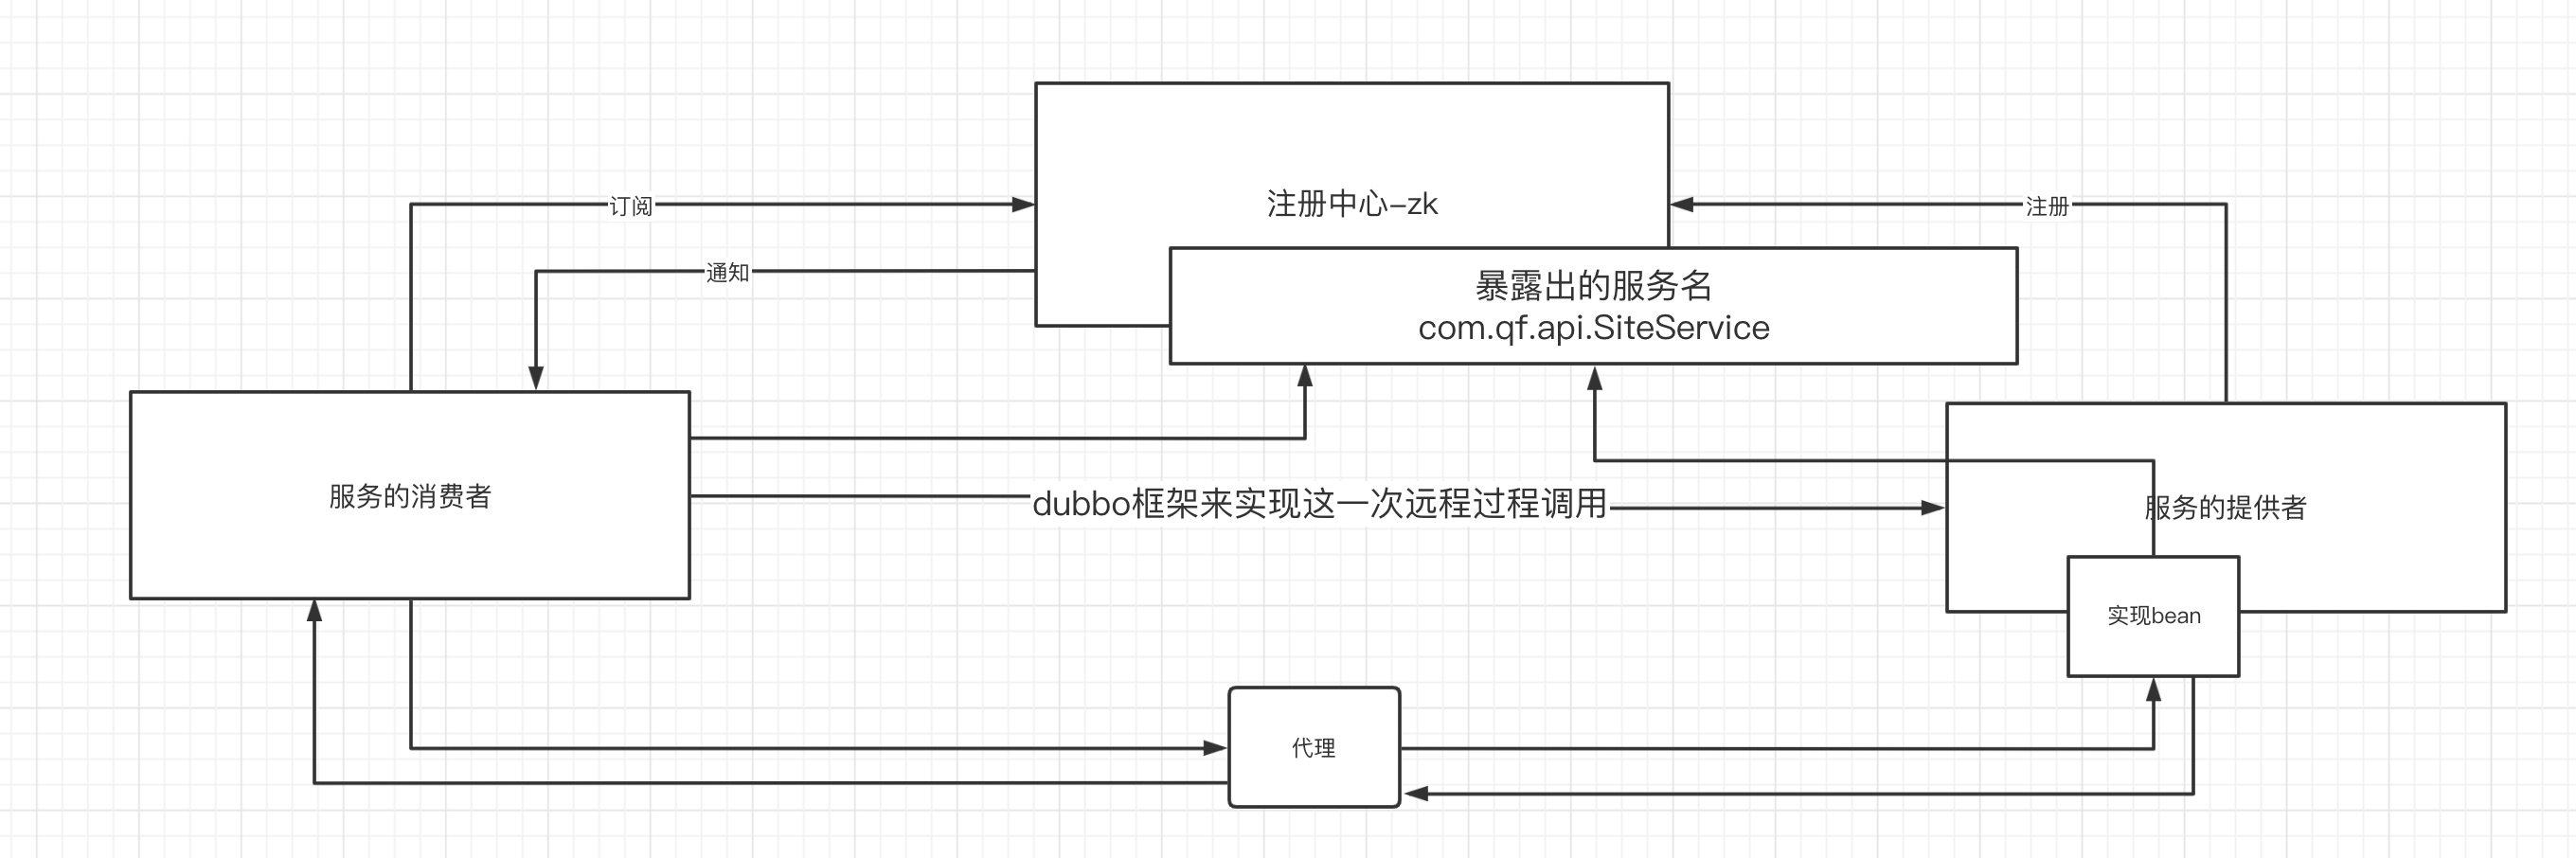 注册中心-zk
订阅
注册
通知
暴露出的服务名
com.qf.api.SiteService
服务的消费者
dubbo框架来实现这一次远程过程调用
服务的提供者
实现bean
代理